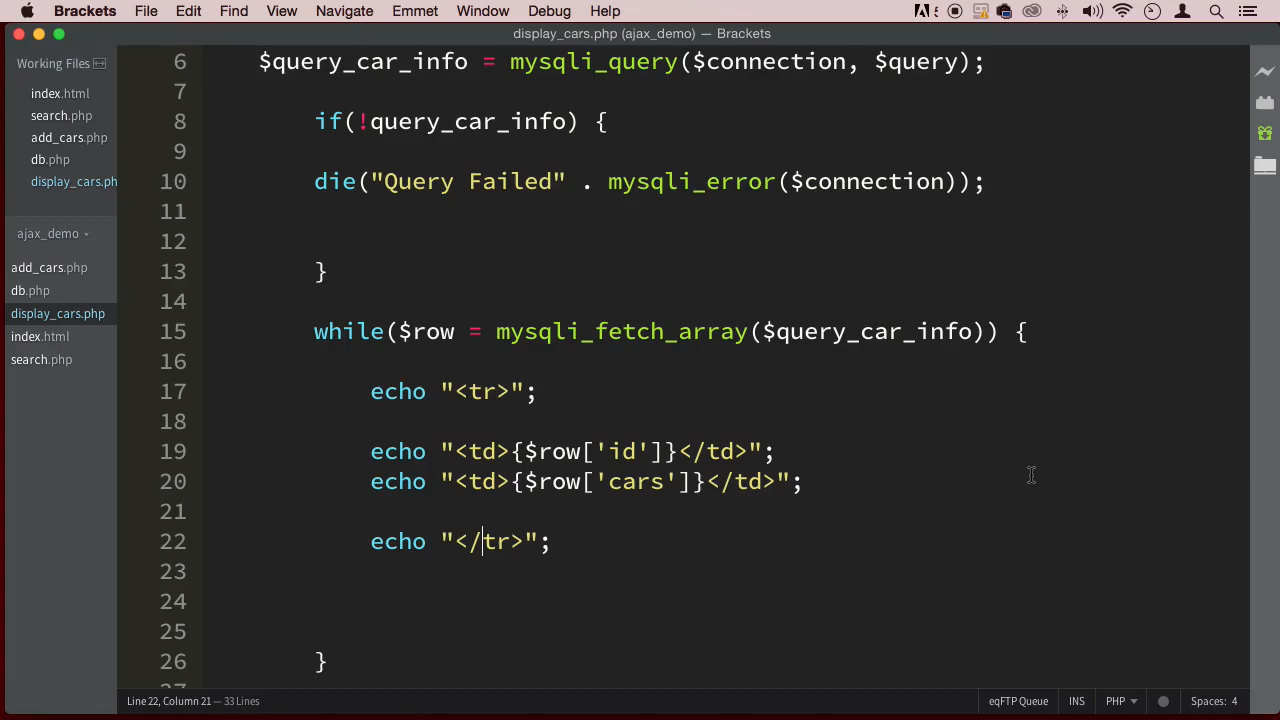 Brackets File Edit Find View Navigate Emmet Window Debug Help
display_cars.php (ajax_demo) — Brackets
Working Files
index.html
search.php
add_cars.php
db.php
display_cars.ph
ajax_demo
add_cars.php
db.php
display_cars.php
index.html
search.php
6 $query_car_info = mysqli_query($connection, $query);
7
8 if(!query_car_info) {
9
10 die("Query Failed" . mysqli_error($connection));
11
12
13 }
14
15 while($row = mysqli_fetch_array($query_car_info)) {
16
17 echo "<tr>";
18
19 echo "<td>{$row['id']}</td>";
20 echo "<td>{$row['cars']}</td>";
21
22 echo "</tr>";
23
24
25
26 }
Line 22, Column 21 — 33 Lines
eqFTP Queue INS PHP Spaces: 4